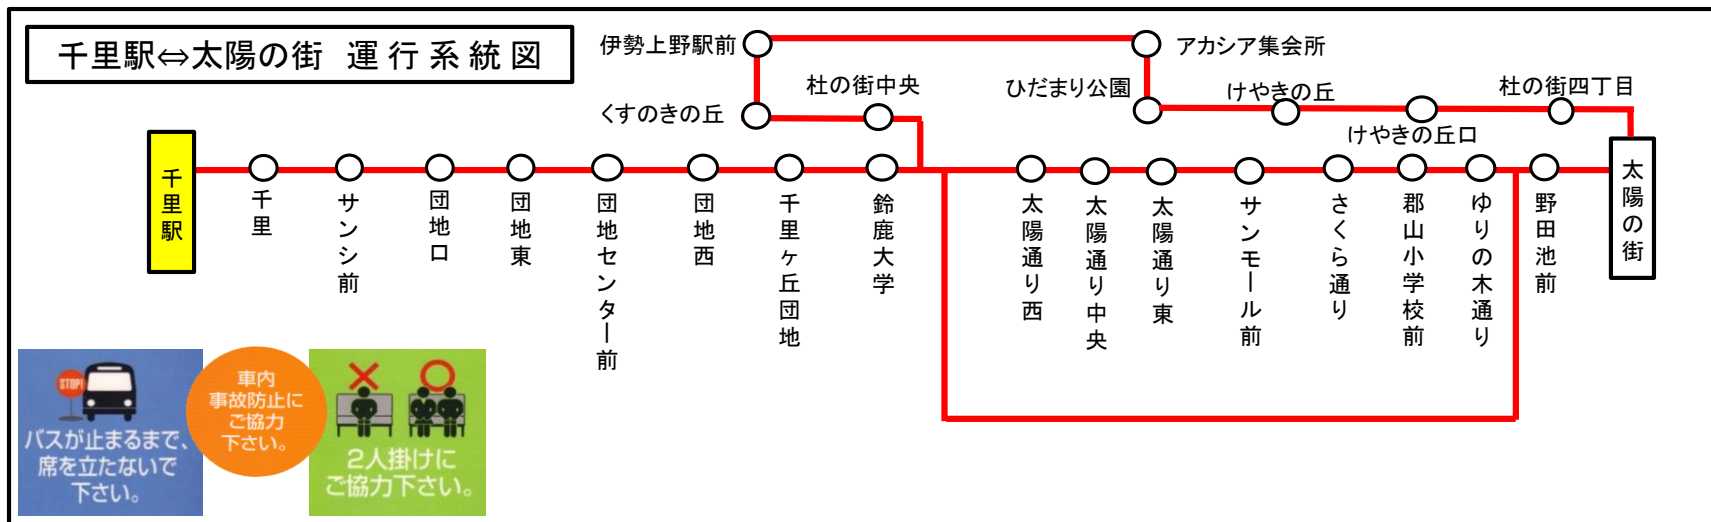 千里駅⇔太陽の街 運行系統図
伊勢上野駅前
アカシア集会所
くすのきの丘
杜の街中央
ひだまり公園
けやきの丘
けやきの丘口
杜の街四丁目
千里駅
千里
サンシ前
団地口
団地東
団地センター前
団地西
千里ヶ丘団地
鈴鹿大学
太陽通り西
太陽通り中央
太陽通り東
サンモール前
さくら通り
郡山小学校前
ゆりの木通り
野田池前
太陽の街
STOP!
バスが止まるまで、
席を立たないで
下さい。
車内
事故防止に
ご協力
下さい。
2人掛けに
ご協力下さい。